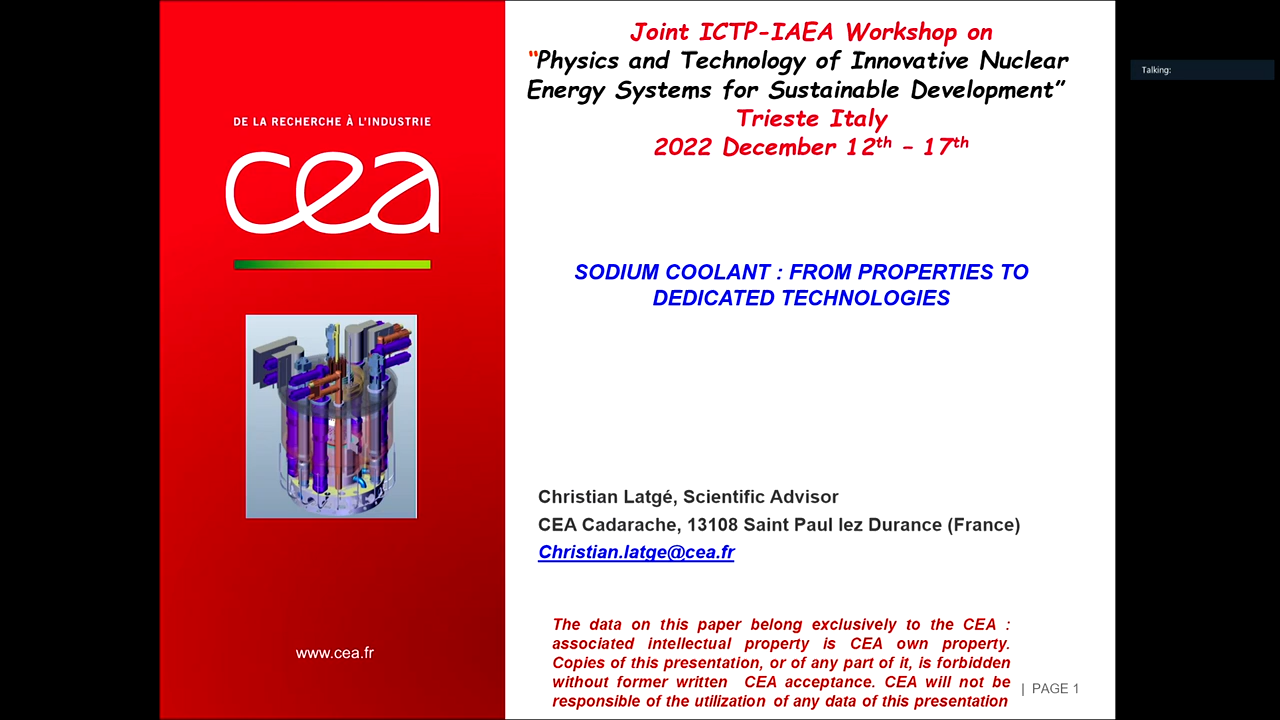 Joint ICTP-IAEA Workshop on
“Physics and Technology of Innovative Nuclear
Energy Systems for Sustainable Development”
Trieste Italy
2022 December 12th – 17th
Talking:
DE LA RECHERCHE À L'INDUSTRIE
cea
SODIUM COOLANT : FROM PROPERTIES TO
DEDICATED TECHNOLOGIES
Christian Latgé, Scientific Advisor
CEA Cadarache, 13108 Saint Paul lez Durance (France)
Christian.latge@cea.fr
The data on this paper belong exclusively to the CEA :
associated intellectual property is CEA own property.
Copies of this presentation, or of any part of it, is forbidden
without former written CEA acceptance. CEA will not be
responsible of the utilization of any data of this presentation
www.cea.fr
| PAGE 1